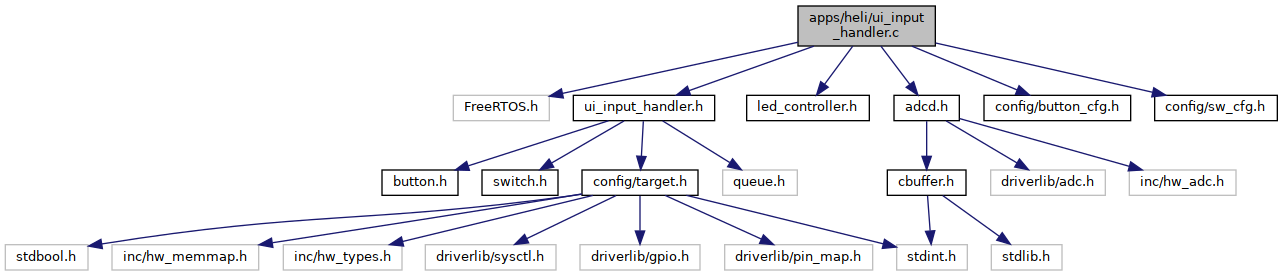 apps/heli/ui_input
_handler.c
FreeRTOS.h
ui_input_handler.h
led_controller.h
adcd.h
config/button_cfg.h
config/sw_cfg.h
button.h
switch.h
config/target.h
queue.h
cbuffer.h
driverlib/adc.h
inc/hw_adc.h
stdbool.h
inc/hw_memmap.h
inc/hw_types.h
driverlib/sysctl.h
driverlib/gpio.h
driverlib/pin_map.h
stdint.h
stdlib.h